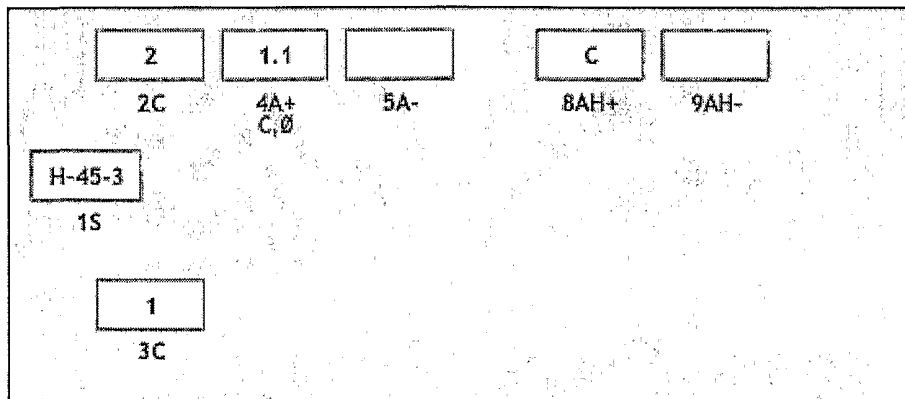 2 1.1 C
2C 4A+ 5A- 8AH+ 9AH-
C,Ø
H-45-3
1S
1
3C